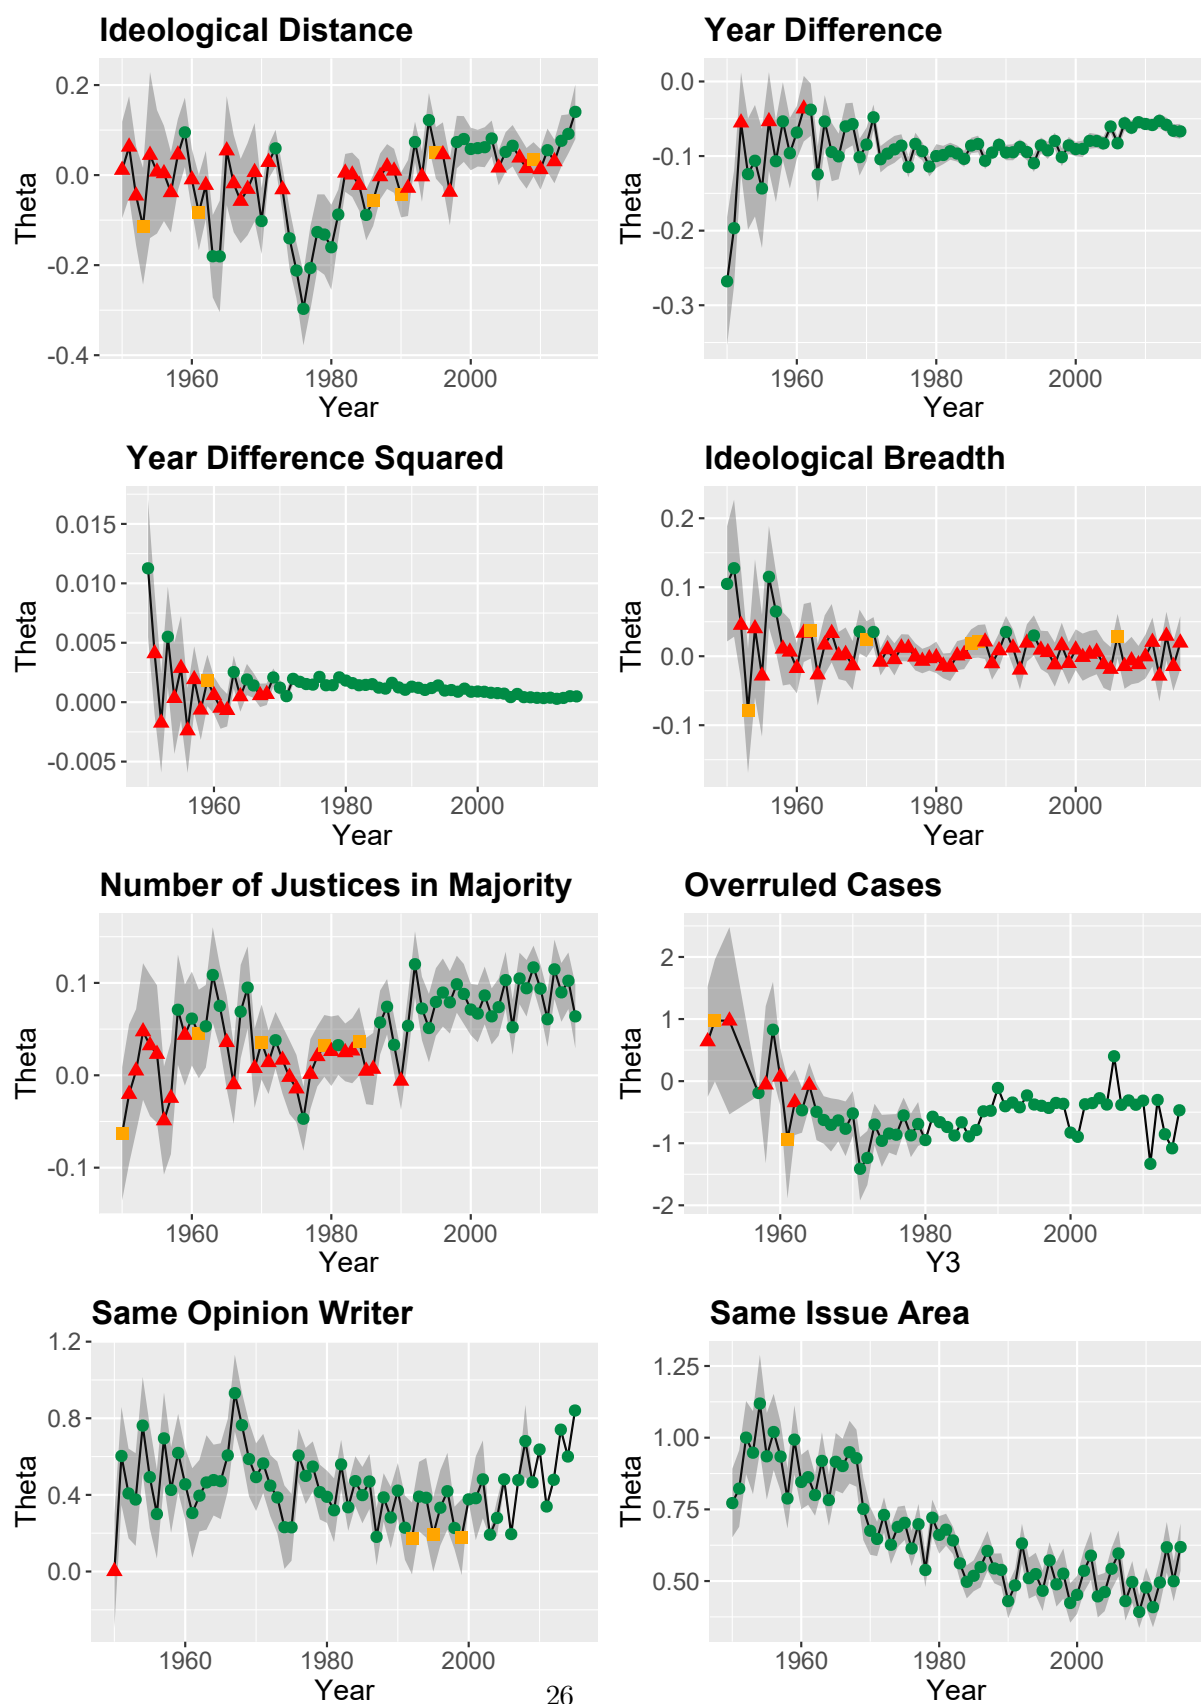 Ideological Distance
0.2
0.0
-0.2
-0.4
Theta
1960 1980 2000
Year
Year Difference
0.0
-0.1
-0.2
-0.3
Theta
1960 1980 2000
Year
Year Difference Squared
0.015
0.010
0.005
0.000
-0.005
Theta
1960 1980 2000
Year
Ideological Breadth
0.2
0.1
0.0
-0.1
Theta
1960 1980 2000
Year
Number of Justices in Majority
0.1
0.0
-0.1
Theta
1960 1980 2000
Year
Overruled Cases
2
1
0
-1
-2
Theta
1960 1980 2000
Y3
Same Opinion Writer
1.2
0.8
0.4
0.0
Theta
1960 1980 2000
Year
Same Issue Area
1.25
1.00
0.75
0.50
Theta
1960 1980 2000
Year
26